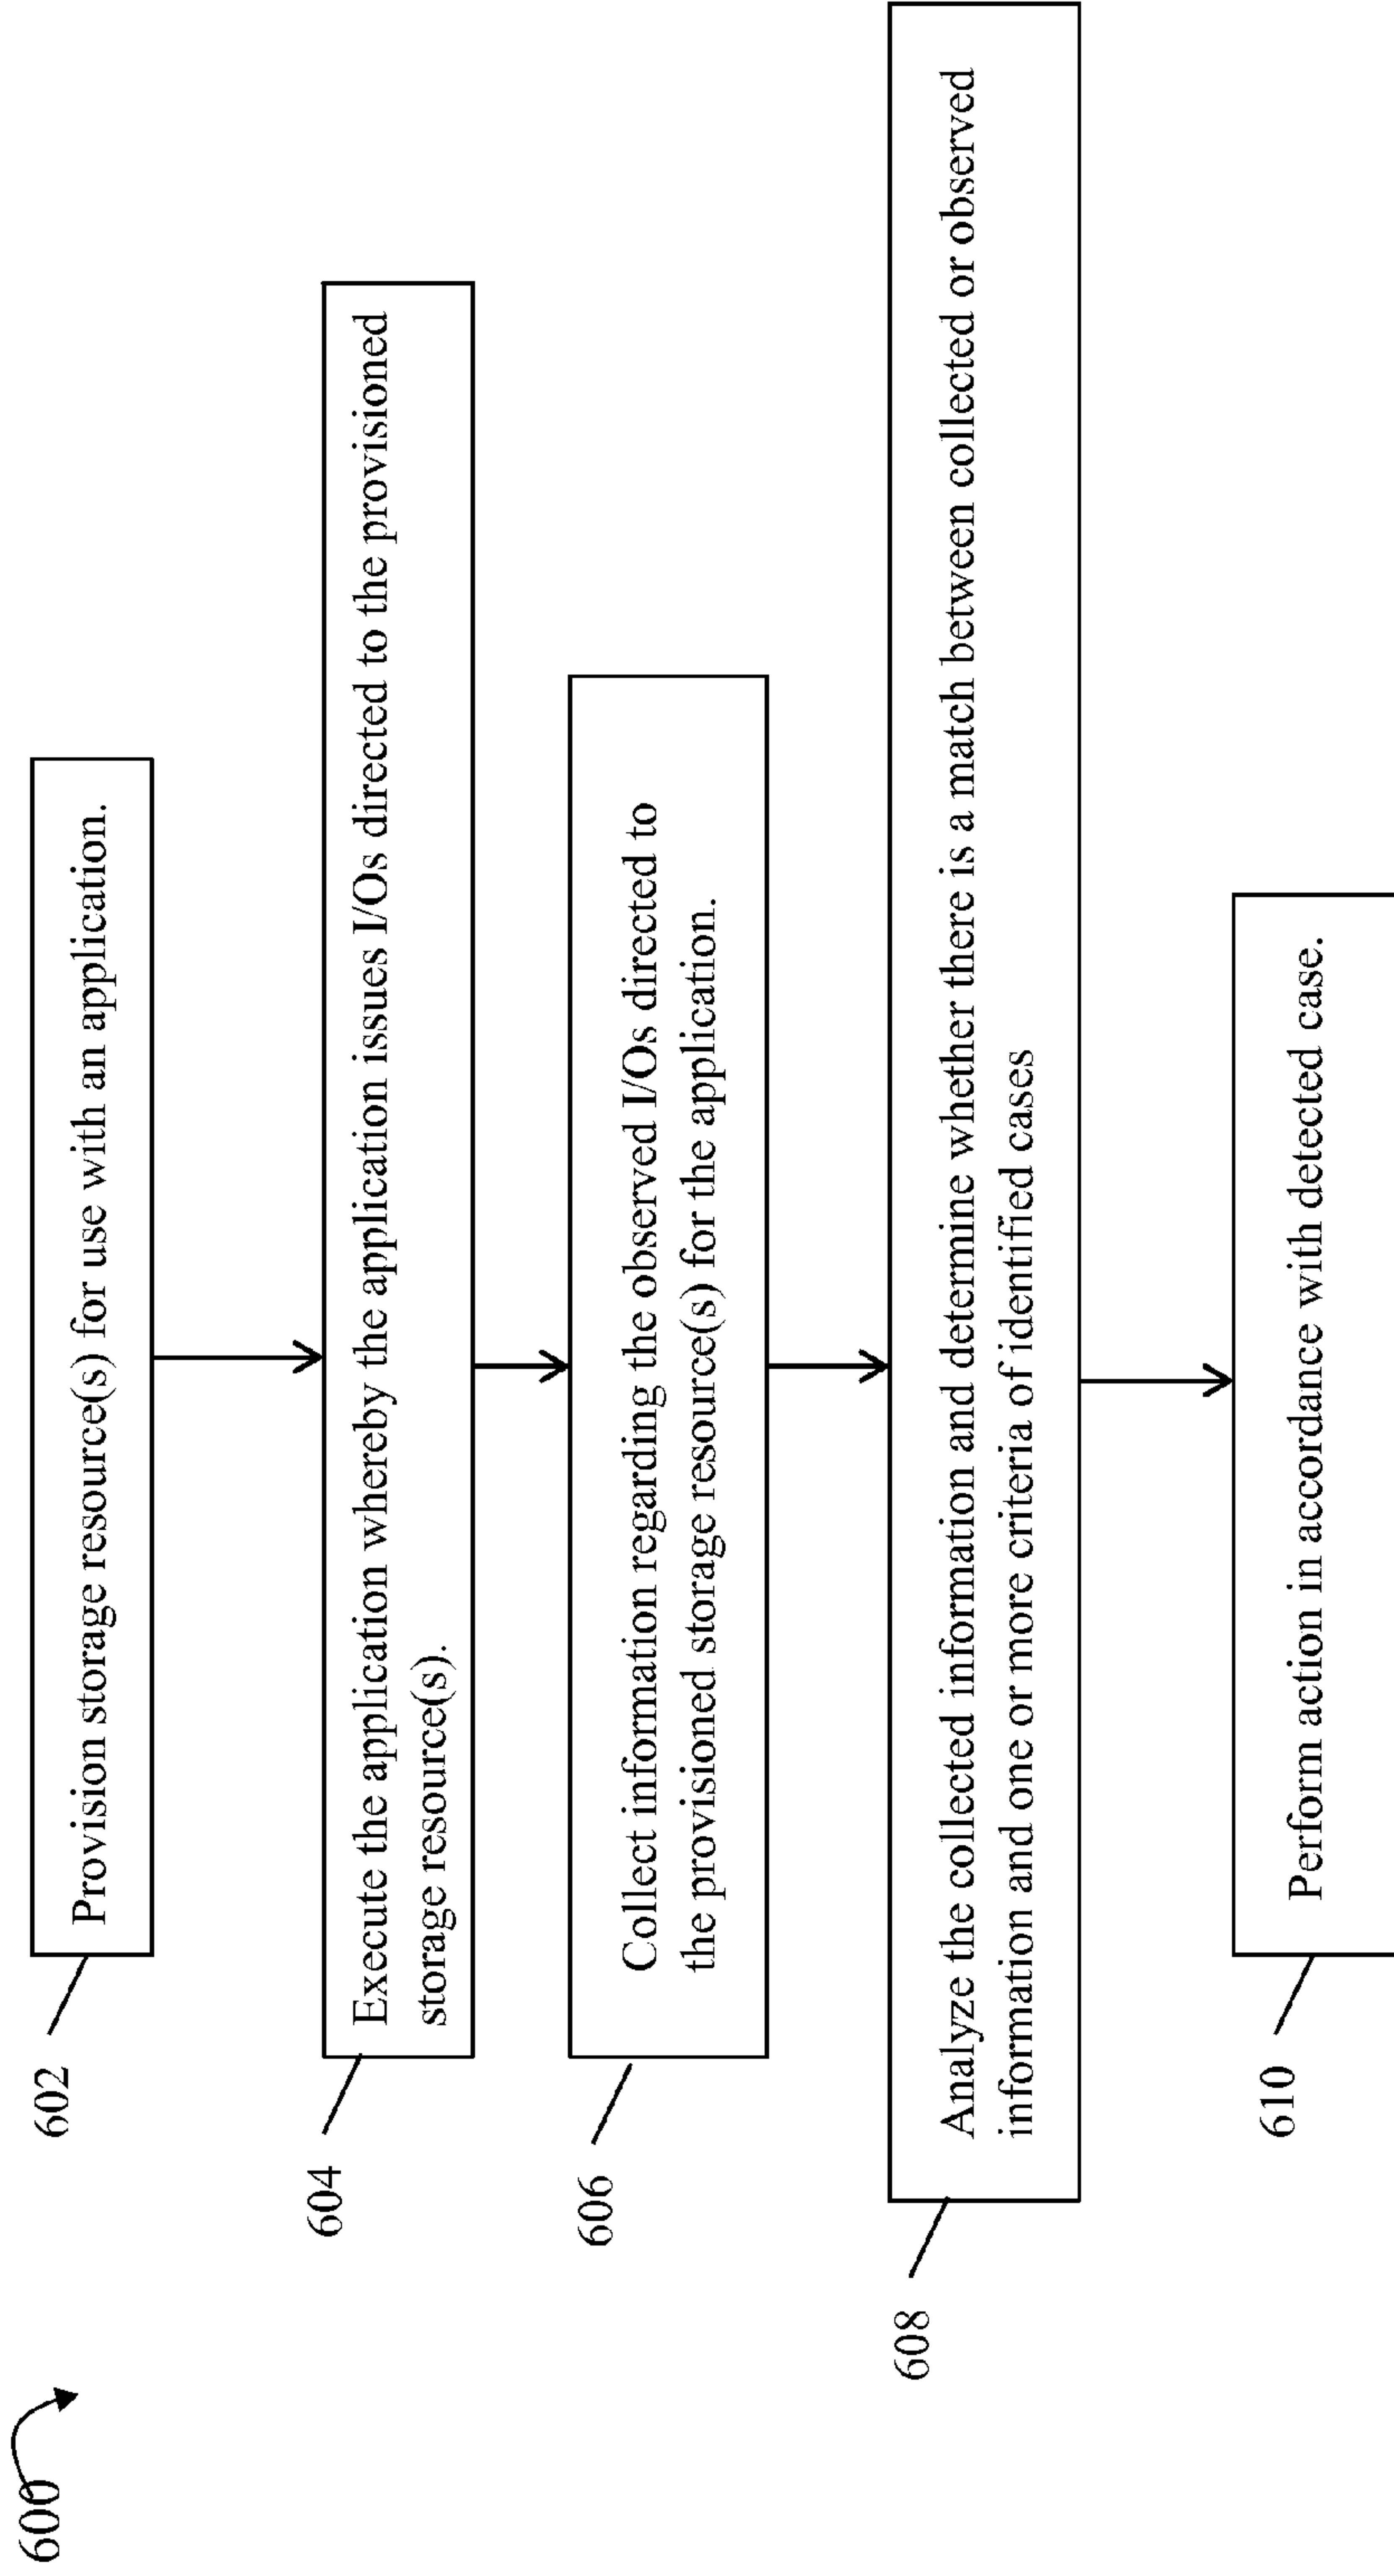 600
602
Provision storage resource(s) for use with an application.
604
Execute the application whereby the application issues I/Os directed to the provisioned
storage resource(s).
606
Collect information regarding the observed I/Os directed to
the provisioned storage resource(s) for the application.
608
Analyze the collected information and determine whether there is a match between collected or observed
information and one or more criteria of identified cases
610
Perform action in accordance with detected case.